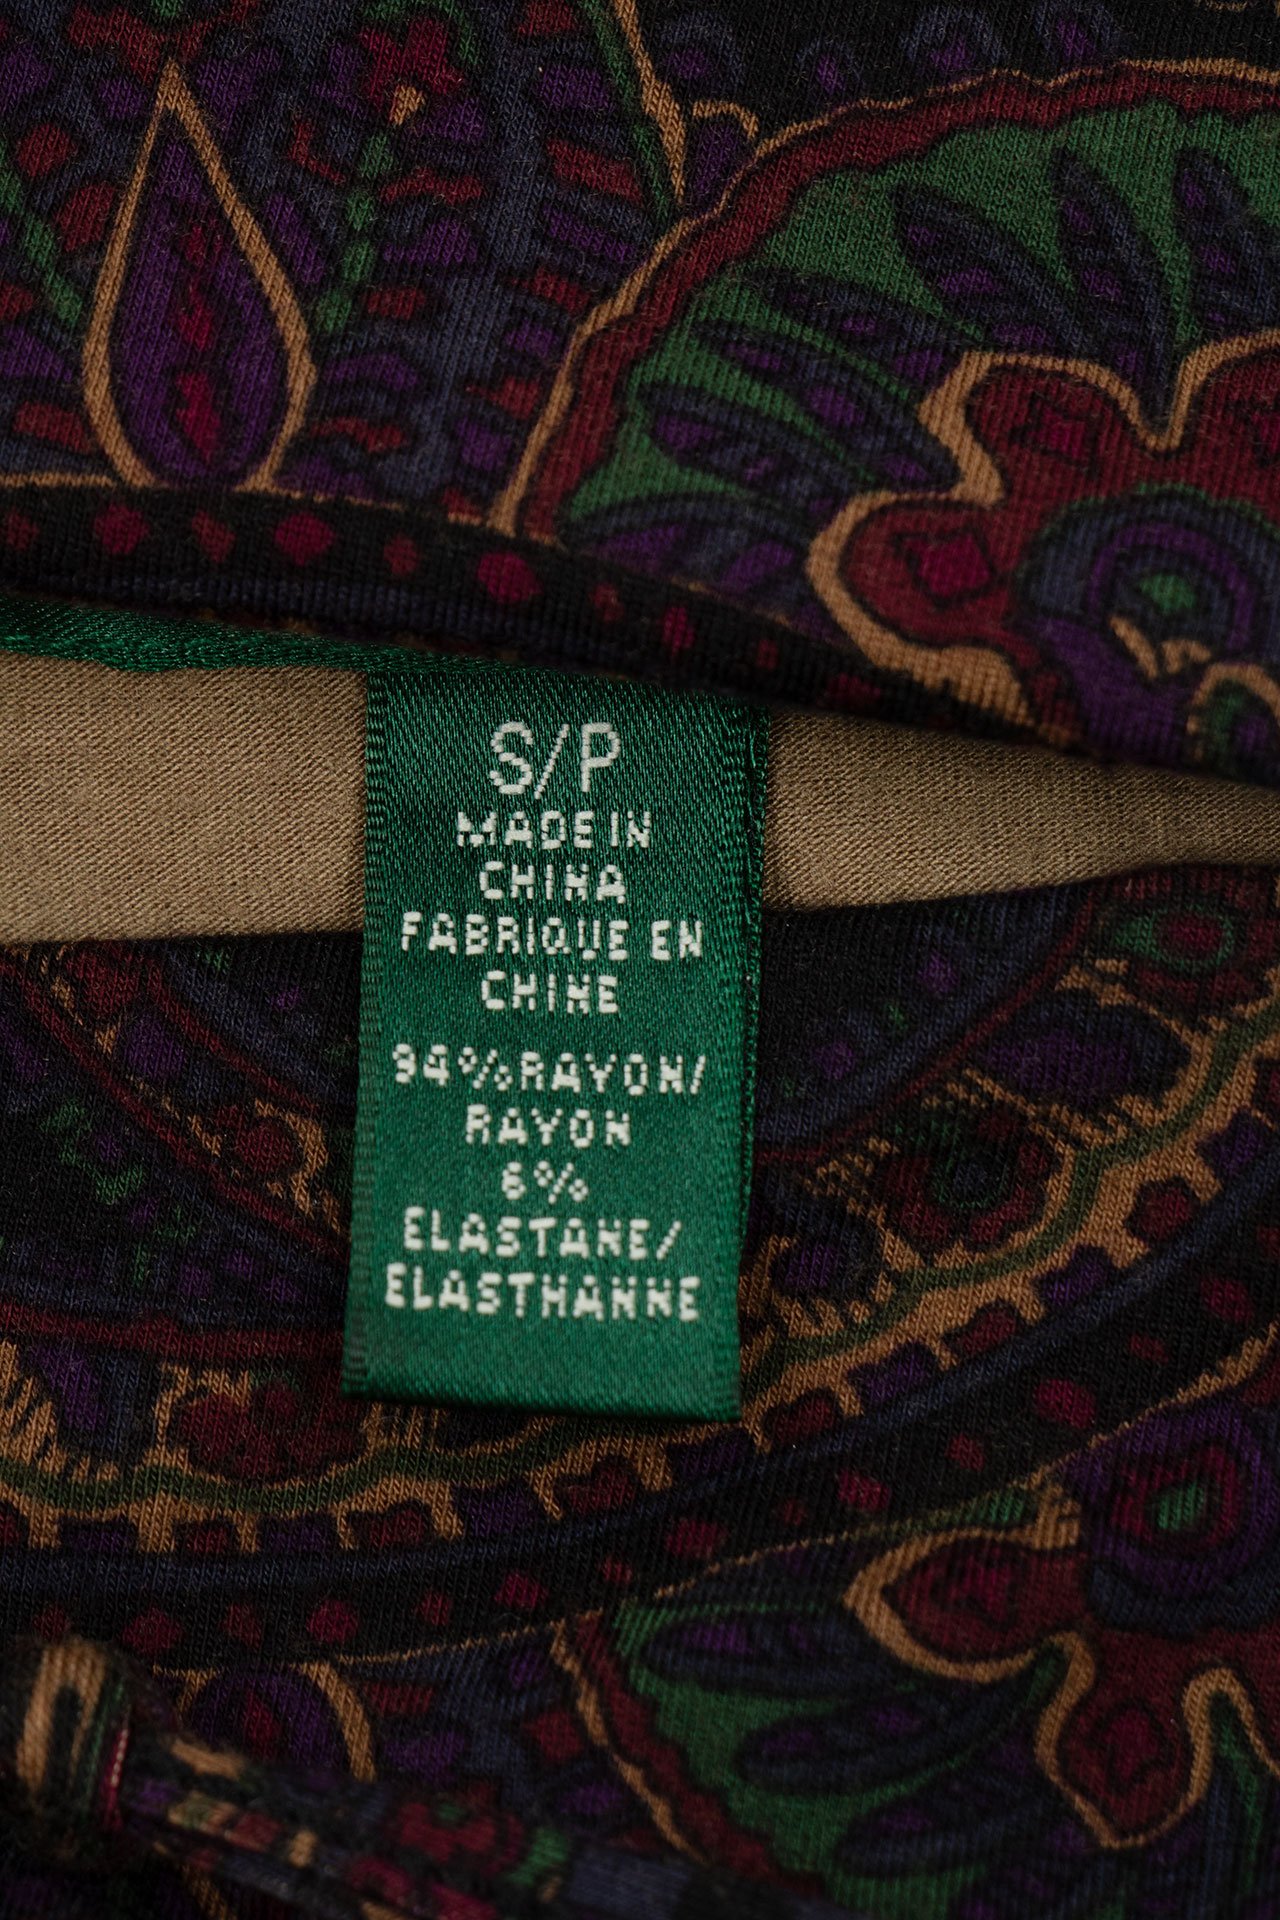 S/P
MADE IN
CHINA
FABRIQUE EN
CHINE
94% RAYON/
RAYON
6%
ELASTANE/
ELASTHANNE